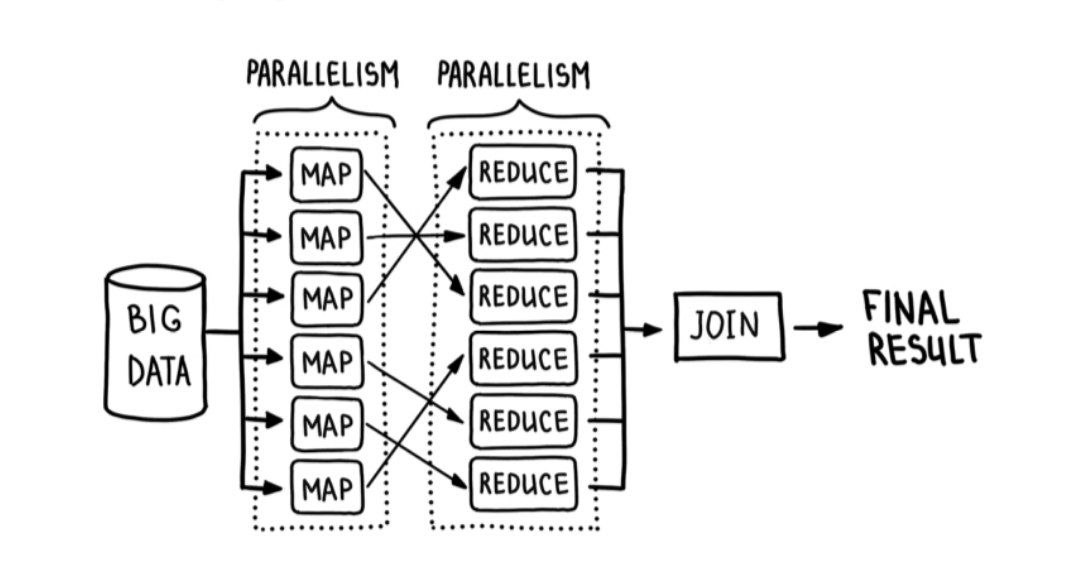 PARALLELISM
PARALLELISM
BIG
DATA
MAP
MAP
MAP
MAP
MAP
MAP
REDUCE
REDUCE
REDUCE
REDUCE
REDUCE
REDUCE
JOIN
FINAL
RESULT